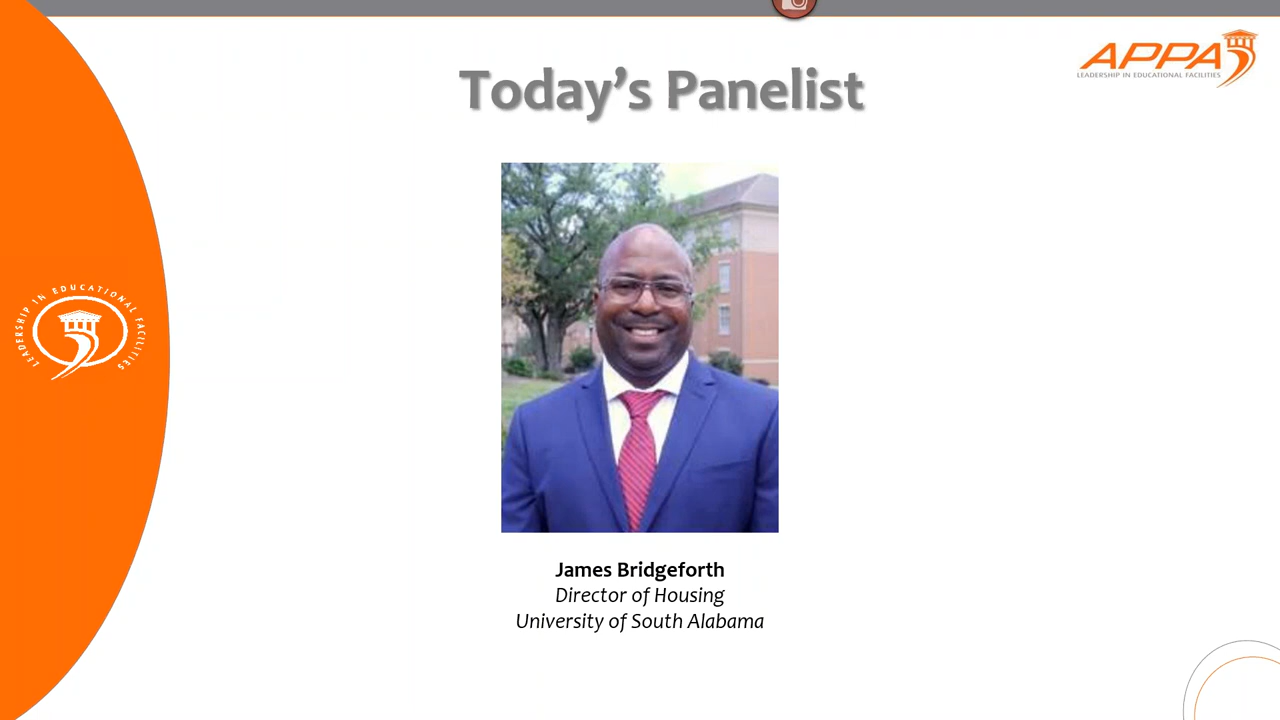 Today's Panelist
APPA
LEADERSHIP IN EDUCATIONAL FACILITIES
LEADERSHIP IN EDUCATIONAL FACILITIES
James Bridgeforth
Director of Housing
University of South Alabama